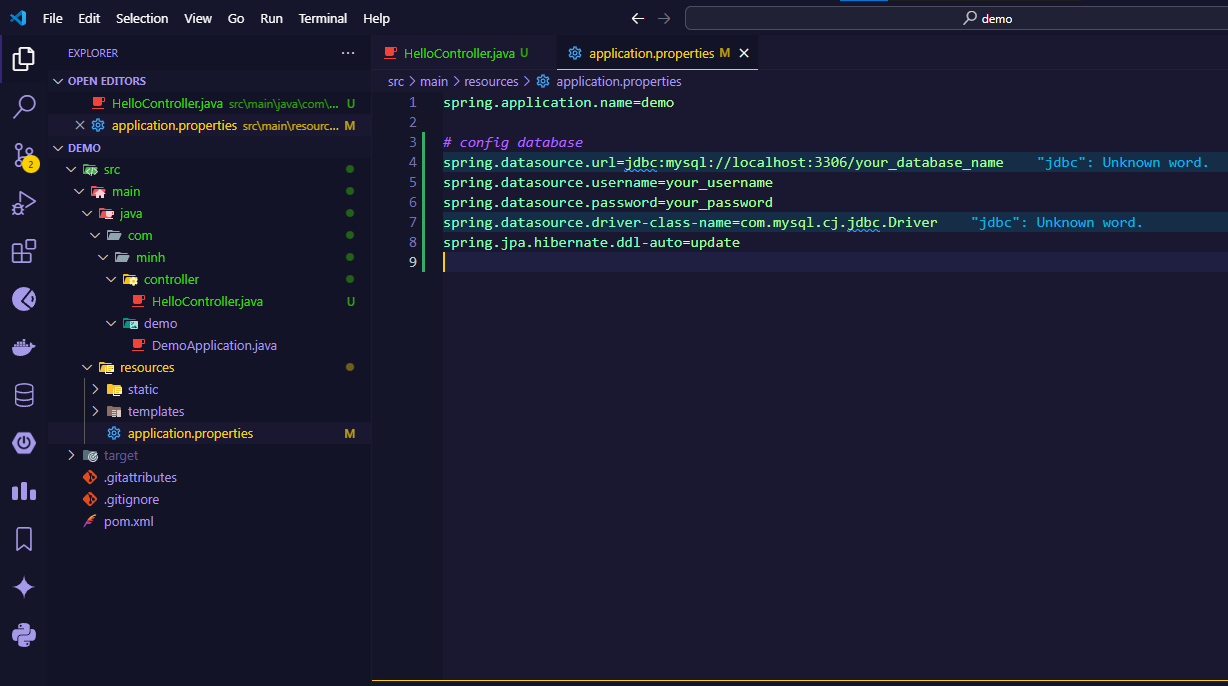 File Edit Selection View Go Run Terminal Help
demo
EXPLORER
OPEN EDITORS
HelloController.java src\main\java\com\... U
application.properties src\main\resourc... M
DEMO
src
main
java
com
minh
controller
HelloController.java U
demo
DemoApplication.java
resources
static
templates
application.properties M
target
.gitattributes
.gitignore
pom.xml
2
HelloController.java U
application.properties M
src > main > resources > application.properties
1 spring.application.name=demo
2
3 # config database
4 spring.datasource.url=jdbc:mysql://localhost:3306/your_database_name "jdbc": Unknown word.
5 spring.datasource.username=your_username
6 spring.datasource.password=your_password
7 spring.datasource.driver-class-name=com.mysql.cj.jdbc.Driver "jdbc": Unknown word.
8 spring.jpa.hibernate.ddl-auto=update
9